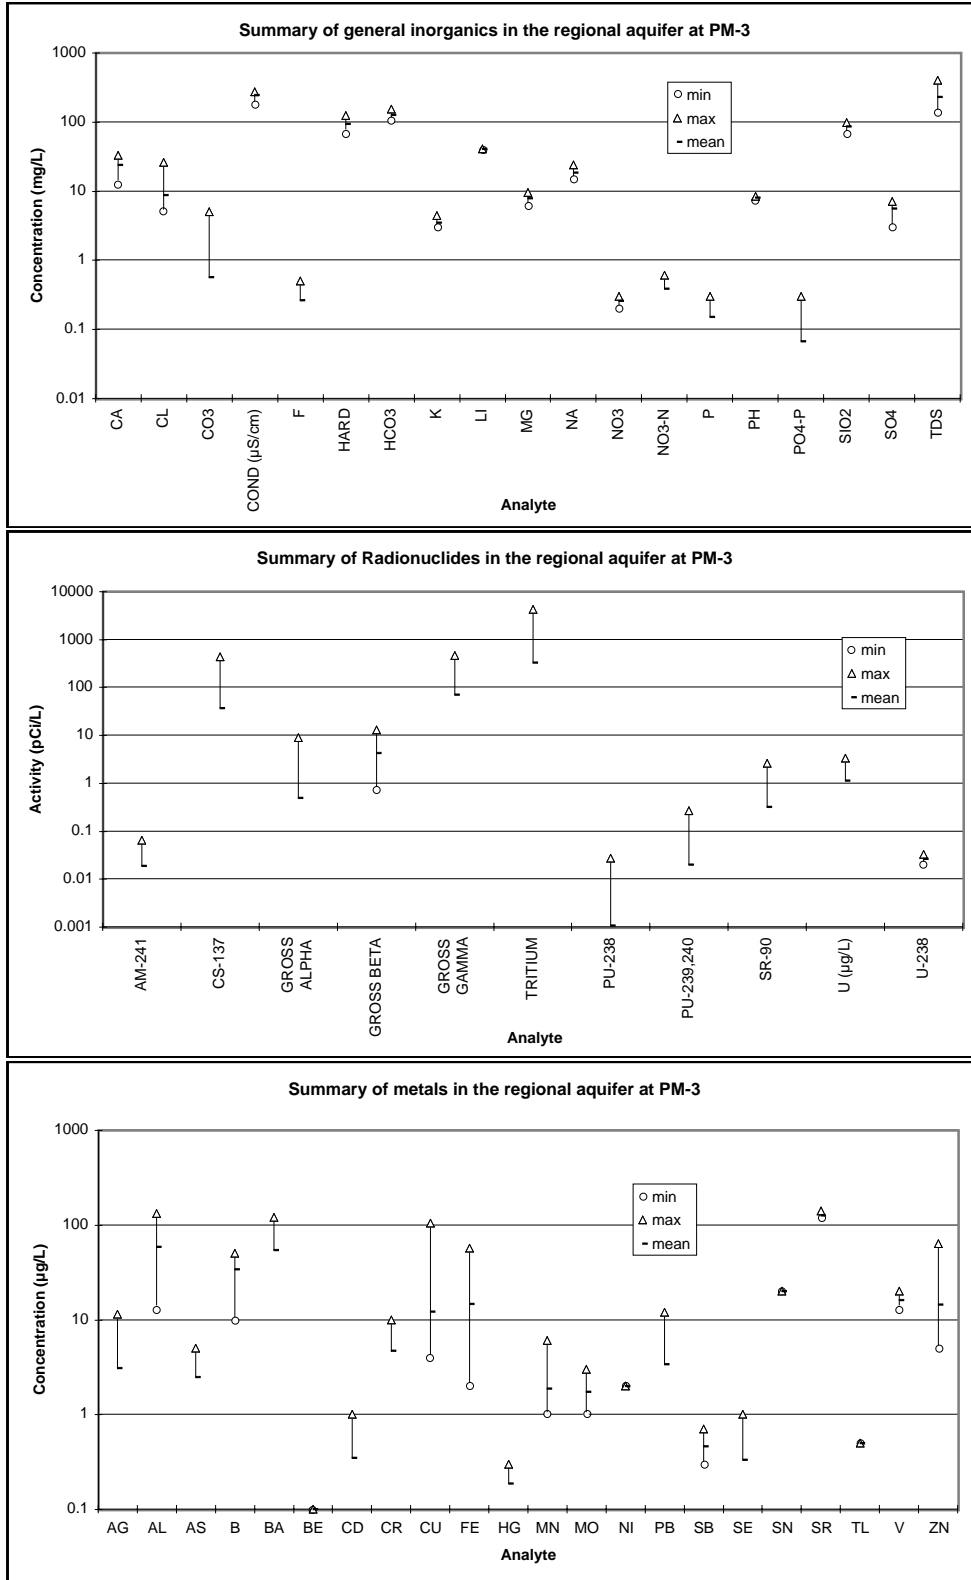 Summary of general inorganics in the regional aquifer at PM-3
1000
100
10
1
0.1
0.01
Concentration (mg/L)
min
max
mean
CA
CL
CO3
COND (µS/cm)
F
HARD
HCO3
K
LI
MG
NA
NO3
NO3-N
P
PH
PO4-P
SIO2
SO4
TDS
Analyte
Summary of Radionuclides in the regional aquifer at PM-3
10000
1000
100
10
1
0.1
0.01
0.001
Activity (pCi/L)
min
max
mean
AM-241
CS-137
GROSS
ALPHA
GROSS BETA
GROSS
GAMMA
TRITIUM
PU-238
PU-239,240
SR-90
U (µg/L)
U-238
Analyte
Summary of metals in the regional aquifer at PM-3
1000
100
10
1
0.1
Concentration (µg/L)
min
max
mean
AG AL AS B BA BE CD CR CU FE HG MN MO NI PB SB SE SN SR TL V ZN
Analyte